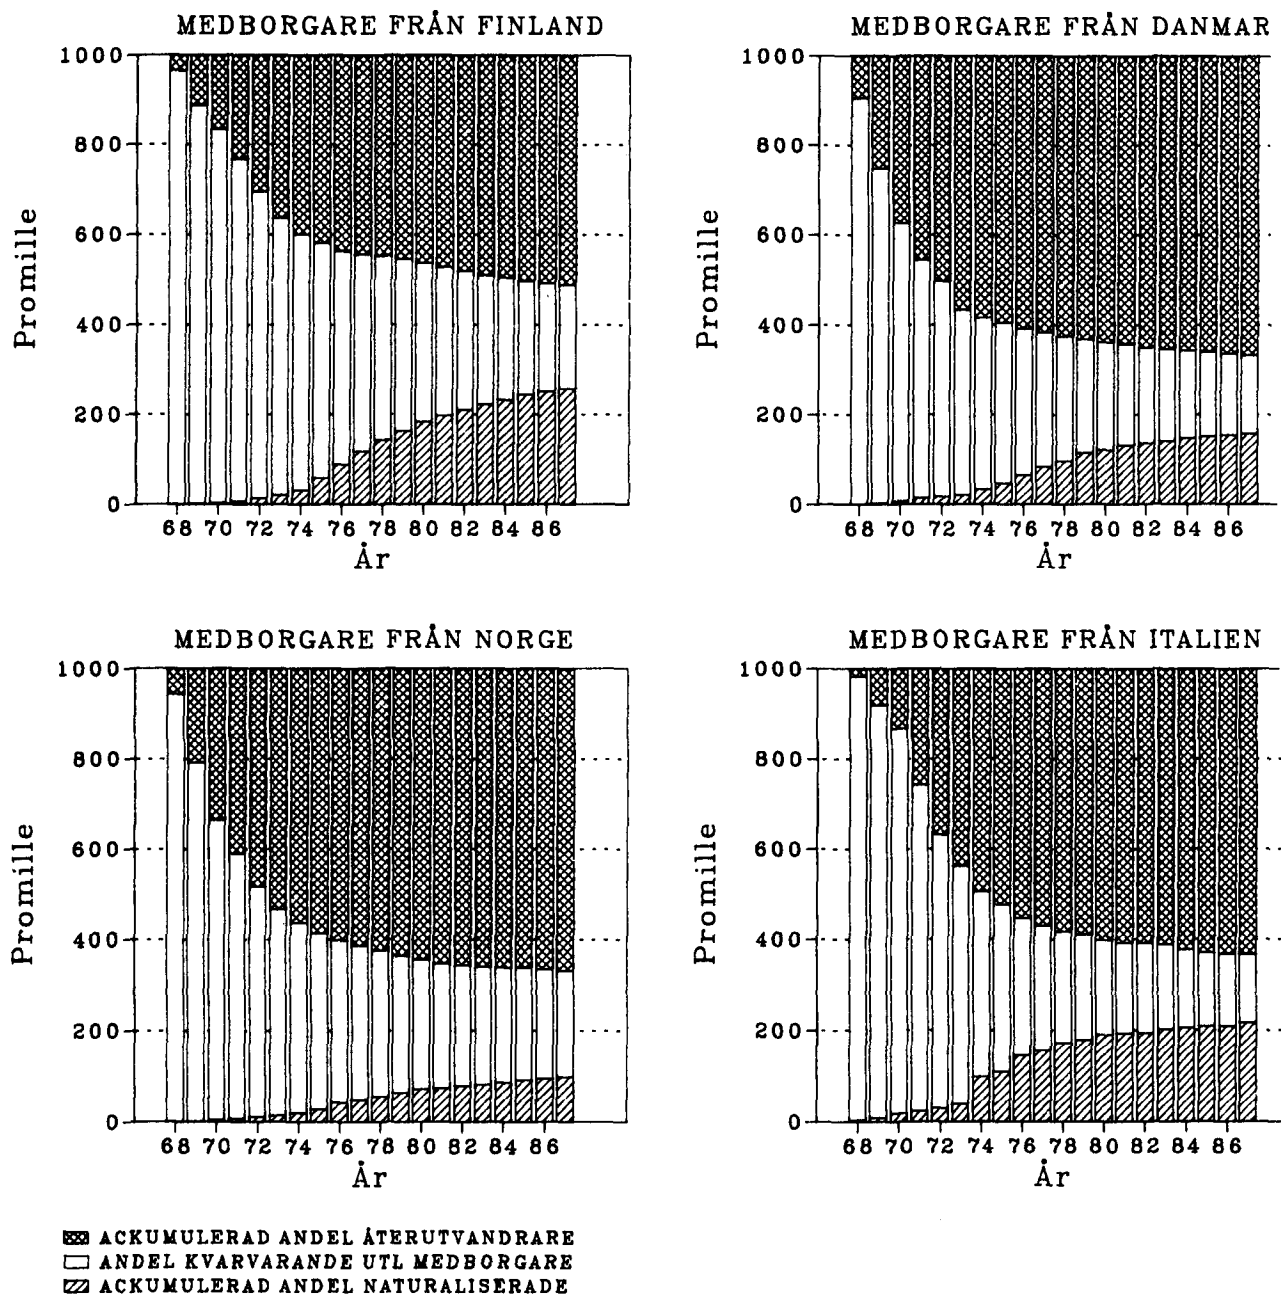 MEDBORGARE FRÅN FINLAND
1000
800
600
400
200
0
Promille
68 70 72 74 76 78 80 82 84 86
År
MEDBORGARE FRÅN DANMAR
1000
800
600
400
200
0
Promille
68 70 72 74 76 78 80 82 84 86
År
MEDBORGARE FRÅN NORGE
1000
800
600
400
200
0
Promille
68 70 72 74 76 78 80 82 84 86
År
MEDBORGARE FRÅN ITALIEN
1000
800
600
400
200
0
Promille
68 70 72 74 76 78 80 82 84 86
År
ACKUMULERAD ANDEL ÅTERUTVANDRARE
ANDEL KVARVARANDE UTL MEDBORGARE
ACKUMULERAD ANDEL NATURALISERADE